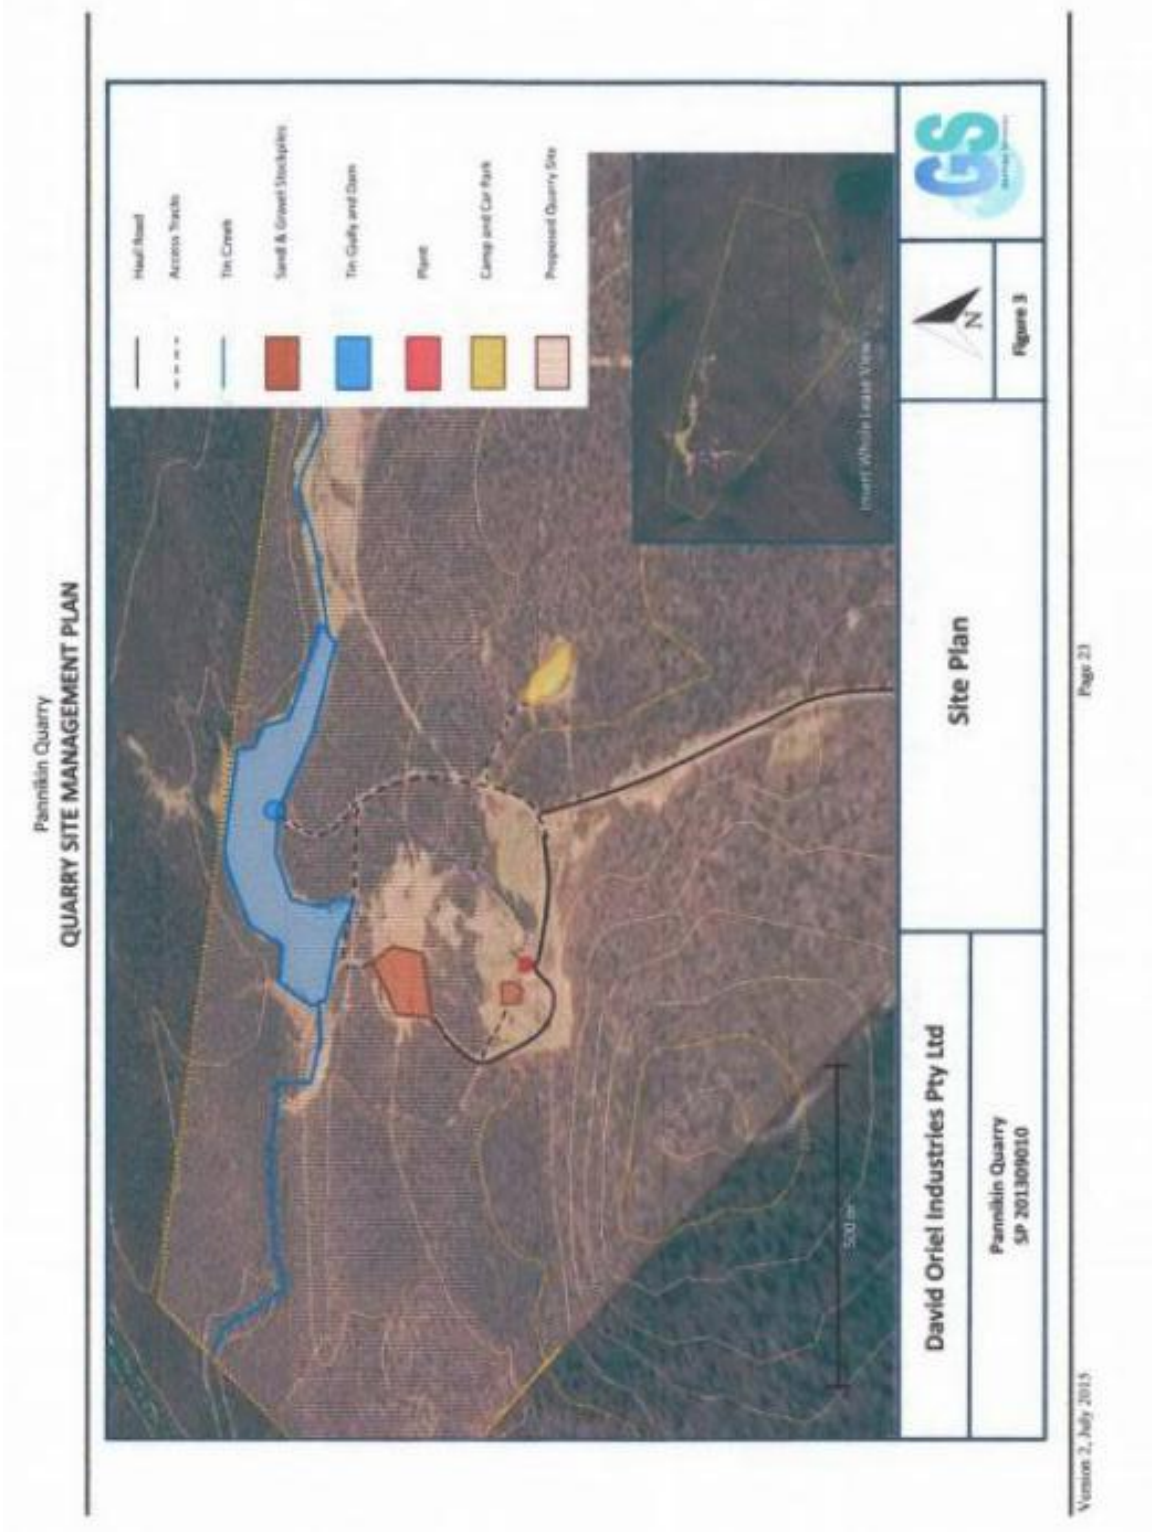 Pannikin Quarry
QUARRY SITE MANAGEMENT PLAN
Haul Road
Access Tracks
Tin Creek
Sand & Gravel Stockpiles
Tin Gully and Dam
Plant
Camp and Car Park
Proposed Quarry Site
500 m
Insert Whole Lease View
David Oriel Industries Pty Ltd
Pannikin Quarry
SP 201309010
Site Plan
N
Figure 3
GS
Version 2, July 2015
Page 23